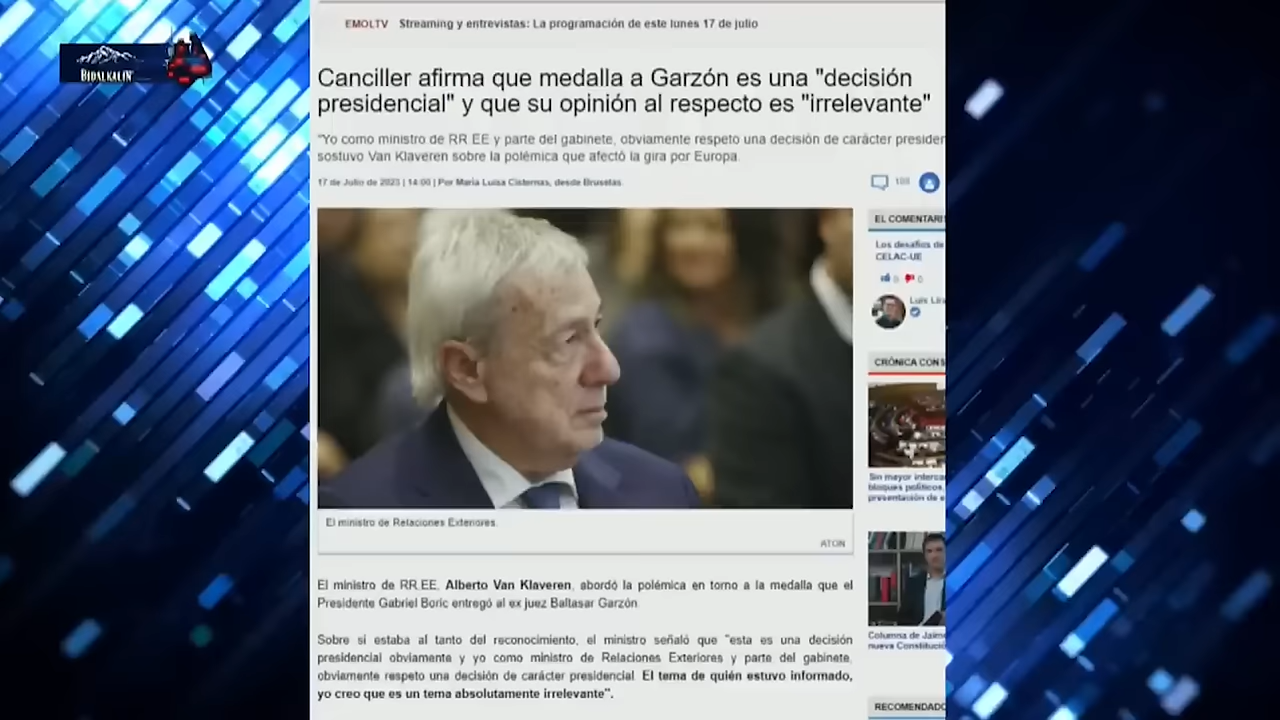 BIDALKALIN
EMOLTV Streaming y entrevistas: La programación de este lunes 17 de julio
Canciller afirma que medalla a Garzón es una "decisión
presidencial" y que su opinión al respecto es "irrelevante"
"Yo como ministro de RR.EE y parte del gabinete, obviamente respeto una decisión de carácter presiden
sostuvo Van Klaveren sobre la polémica que afectó la gira por Europa.
17 de Julio de 2023 | 14:00 | Por María Luisa Cisternas, desde Bruselas.
EL COMENTARI
Los desafíos de
CELAC-UE
0 0
Luis Lira
CRÓNICA CONS
Sin mayor interca
bloques políticos,
presentación de e
El ministro de Relaciones Exteriores.
ATON
El ministro de RR.EE, Alberto Van Klaveren, abordó la polémica en torno a la medalla que el
Presidente Gabriel Boric entregó al ex juez Baltasar Garzón.
Sobre si estaba al tanto del reconocimiento, el ministro señaló que "esta es una decisión
presidencial obviamente y yo como ministro de Relaciones Exteriores y parte del gabinete,
obviamente respeto una decisión de carácter presidencial. El tema de quién estuvo informado,
yo creo que es un tema absolutamente irrelevante".
Columna de Jaime
nueva Constitució
RECOMENDADO